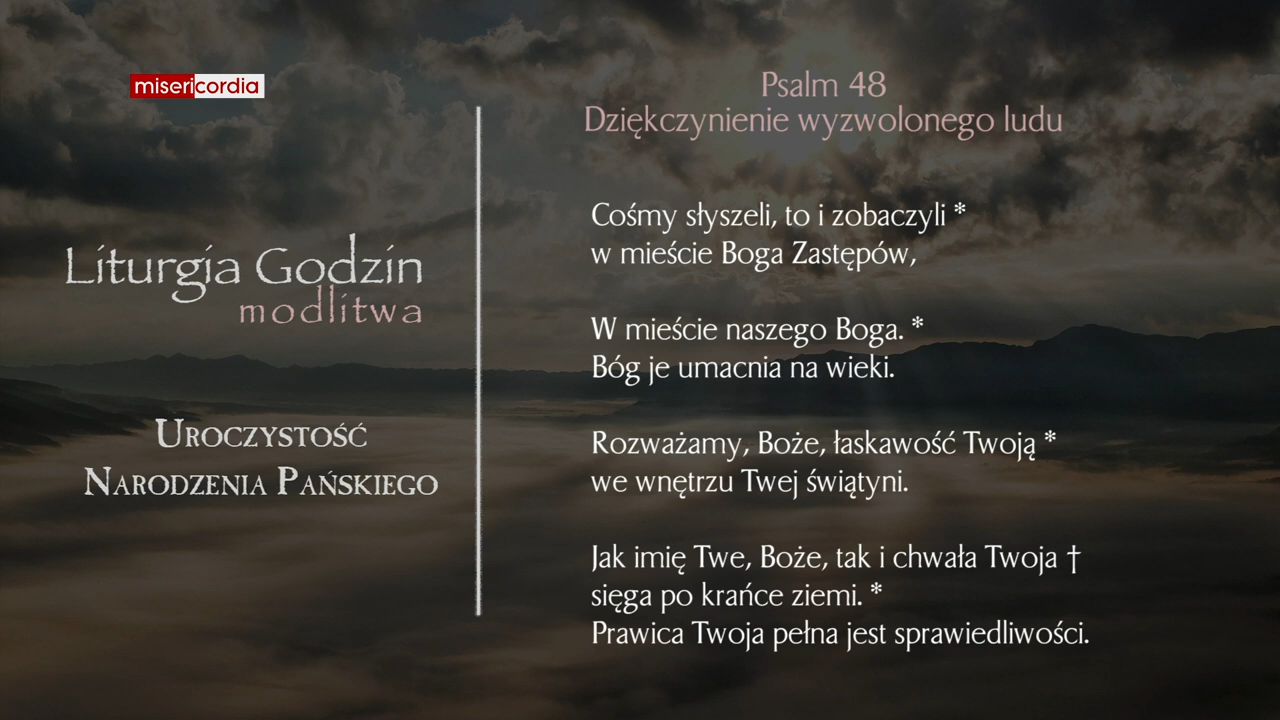 misericordia
Liturgia Godzin
modlitwa
Uroczystość
Narodzenia Pańskiego
Psalm 48
Dziękczynienie wyzwolonego ludu
Cośmy słyszeli, to i zobaczyli *
w mieście Boga Zastępów,
W mieście naszego Boga. *
Bóg je umacnia na wieki.
Rozważamy, Boże, łaskawość Twoją *
we wnętrzu Twej świątyni.
Jak imię Twe, Boże, tak i chwała Twoja †
sięga po krańce ziemi. *
Prawica Twoja pełna jest sprawiedliwości.